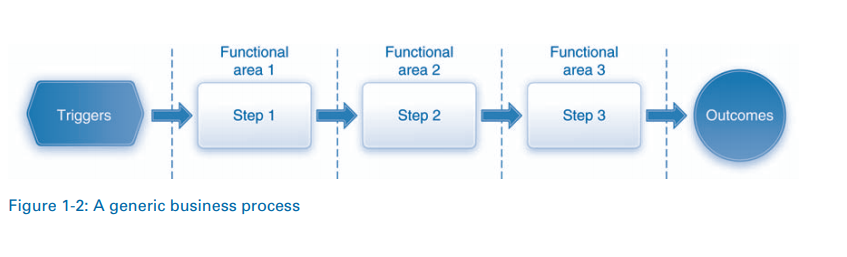 Functional
area 1
Functional
area 2
Functional
area 3
Triggers
Step 1
Step 2
Step 3
Outcomes
Figure 1-2: A generic business process